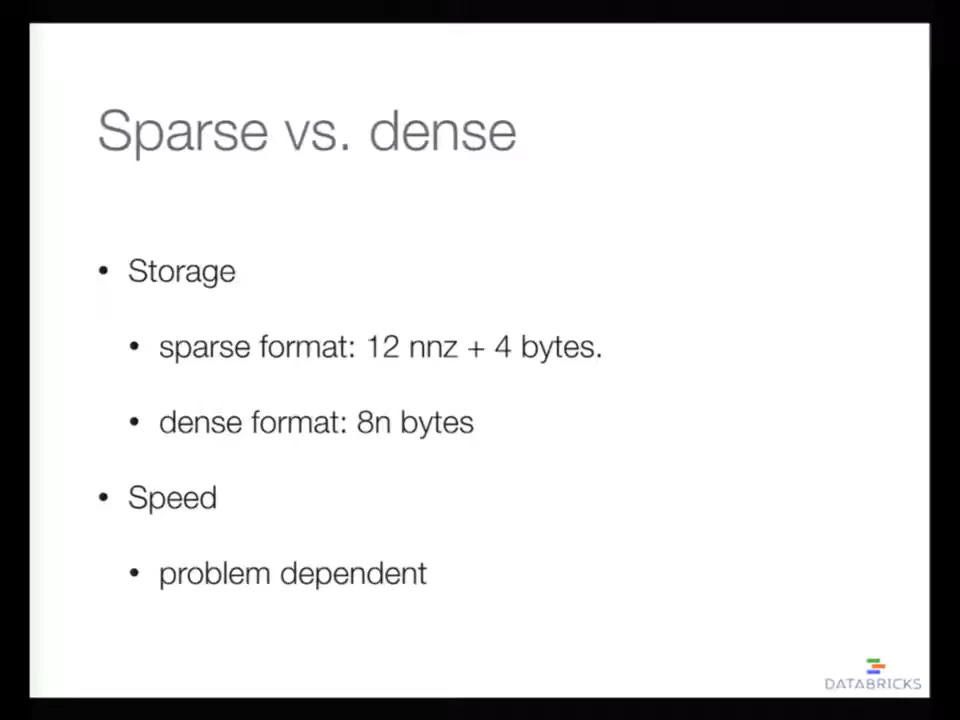 Sparse vs. dense
• Storage
• sparse format: 12 nnz + 4 bytes.
• dense format: 8n bytes
• Speed
• problem dependent
DATABRICKS